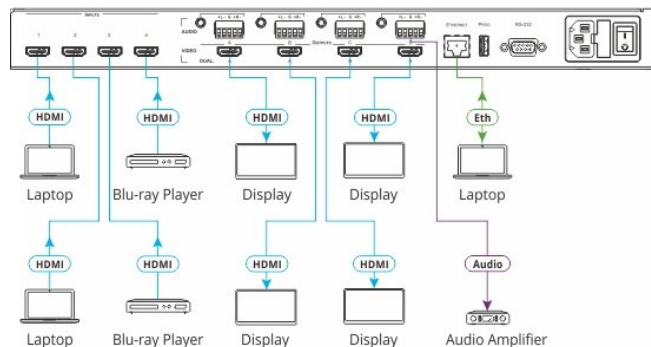 INPUTS
1 2 3 4
AUDIO
+L- G +R- +L- G +R- +L- G +R- +L- G +R-
A B OUTPUTS C D
VIDEO
DUAL:
ETHERNET PROG RS-232
HDMI HDMI HDMI HDMI Eth
Laptop Blu-ray Player Display Display Laptop
HDMI HDMI HDMI HDMI Audio
Laptop Blu-ray Player Display Display Audio Amplifier